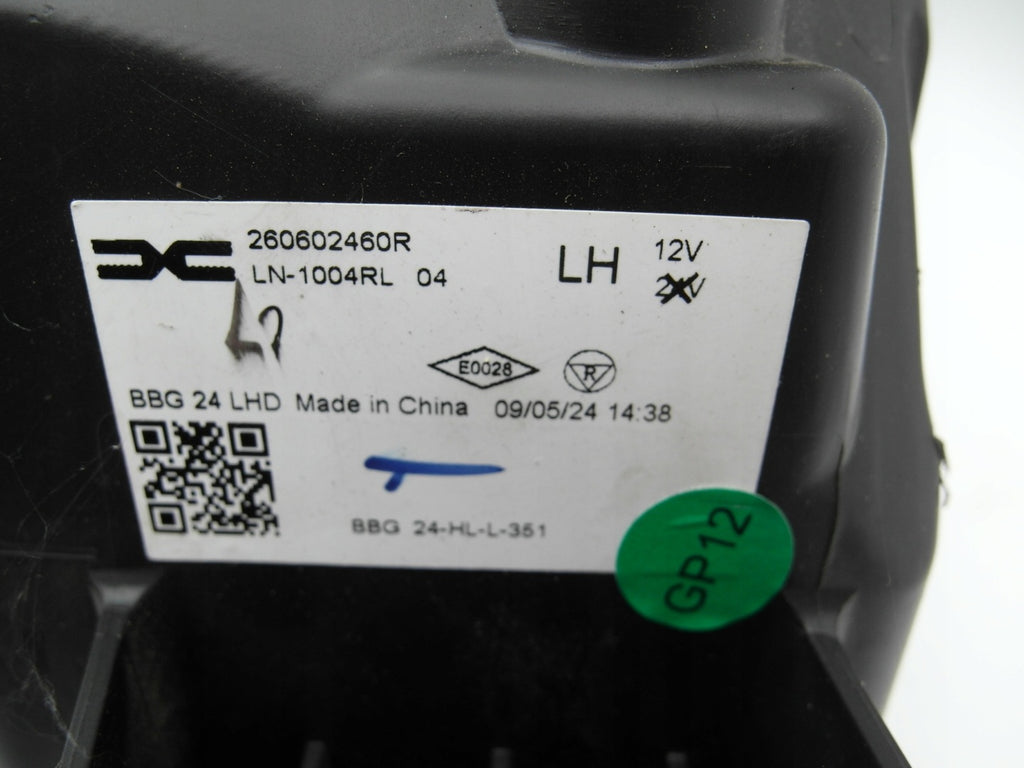 260602460R
LN-1004RL 04
LH
12V
E0028
R
BBG 24 LHD Made in China 09/05/24 14:38
BBG 24-HL-L-351
GP12